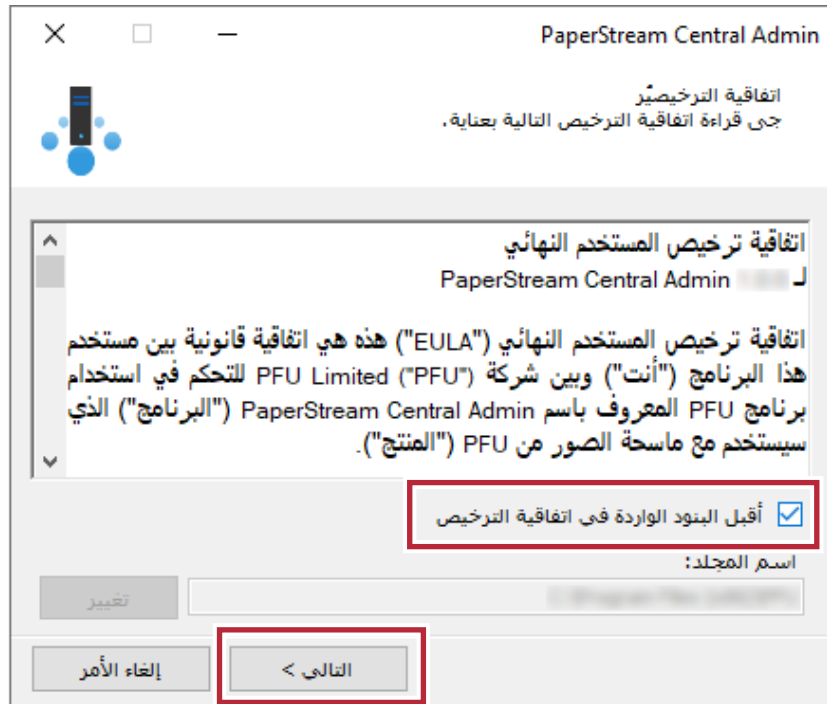 PaperStream Central Admin
اتفاقية الترخيصيّر
جى قراءة اتفاقية الترخيص التالية بعناية.
اتفاقية ترخيص المستخدم النهائي
لـ PaperStream Central Admin
اتفاقية ترخيص المستخدم النهائي ("EULA") هذه هي اتفاقية قانونية بين مستخدم
هذا البرنامج ("أنت") وبين شركة PFU Limited ("PFU") للتحكم في استخدام
برنامج PFU المعروف باسم PaperStream Central Admin ("البرنامج") الذي
سيستخدم مع ماسحة الصور من PFU ("المنتج").
أقبل البنود الواردة في اتفاقية الترخيص
اسم المجلد:
تغيير
التالي >
إلغاء الأمر